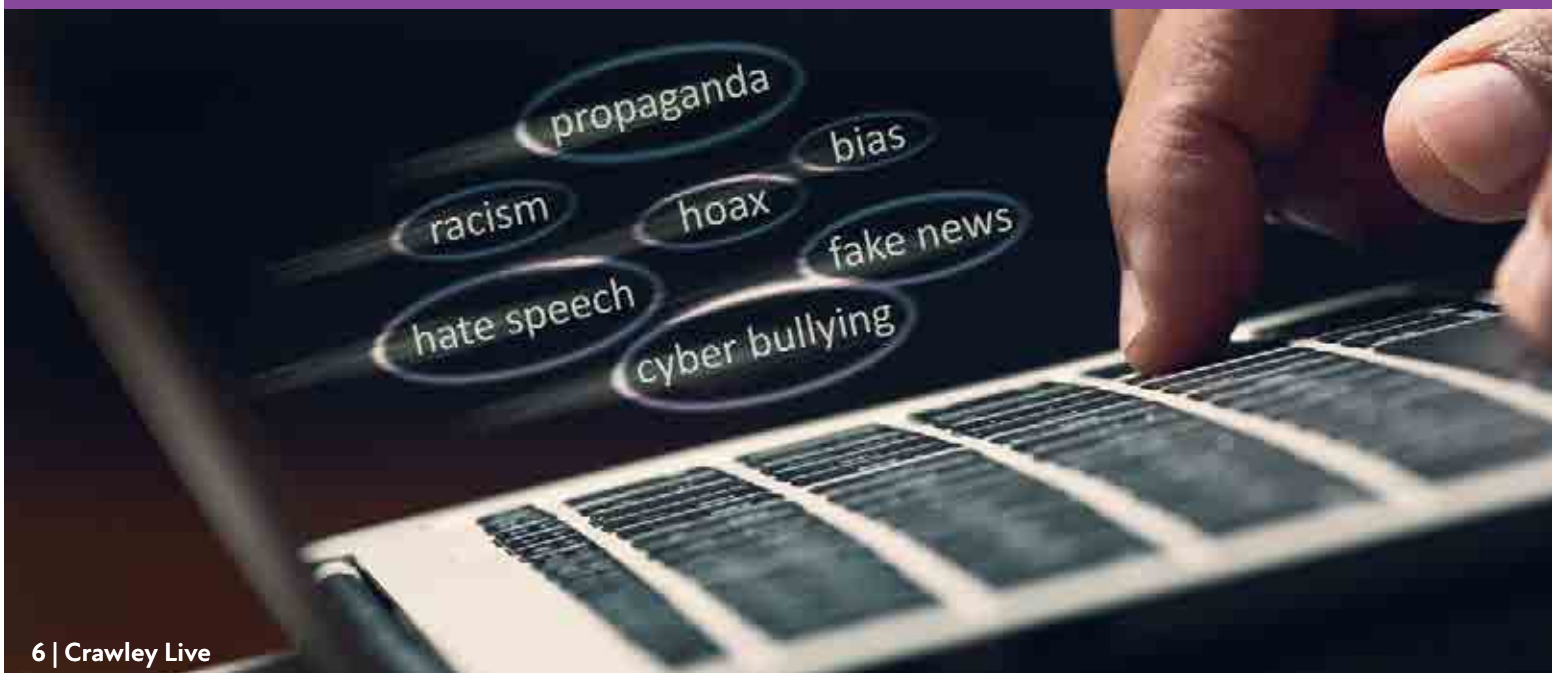 propaganda
bias
racism
hoax
fake news
hate speech
cyber bullying
6 | Crawley Live